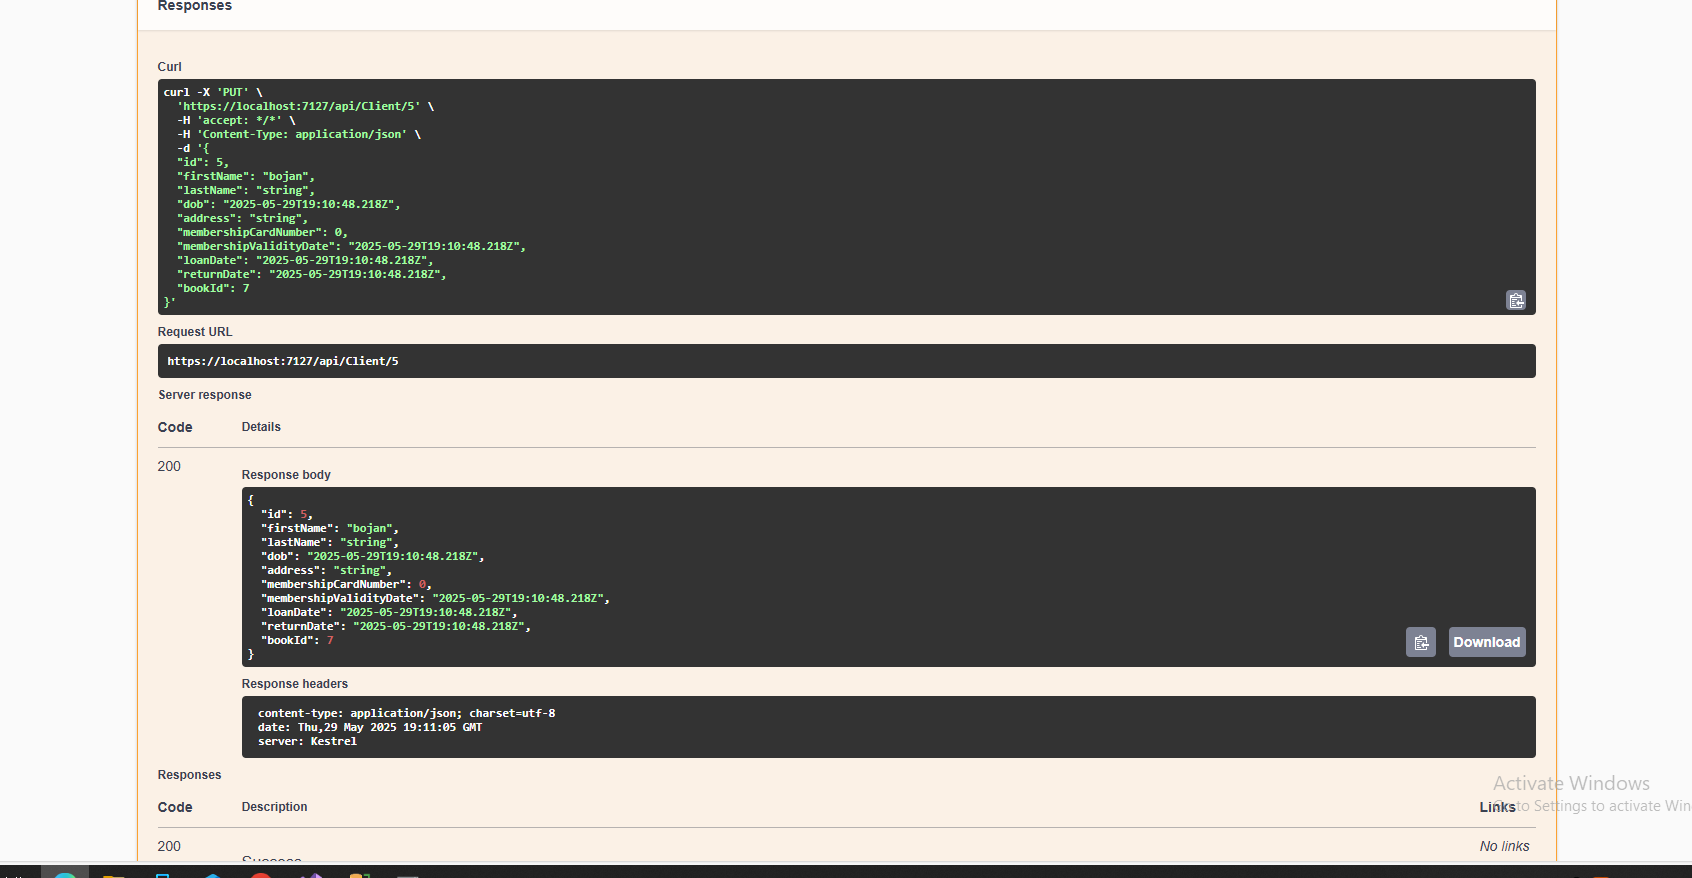 Responses
Curl
curl -X 'PUT' \
  'https://localhost:7127/api/Client/5' \
  -H 'accept: */*' \
  -H 'Content-Type: application/json' \
  -d '{
  "id": 5,
  "firstName": "bojan",
  "lastName": "string",
  "dob": "2025-05-29T19:10:48.218Z",
  "address": "string",
  "membershipCardNumber": 0,
  "membershipValidityDate": "2025-05-29T19:10:48.218Z",
  "loanDate": "2025-05-29T19:10:48.218Z",
  "returnDate": "2025-05-29T19:10:48.218Z",
  "bookId": 7
}'
Request URL
https://localhost:7127/api/Client/5
Server response
Code Details
200
Response body
{
  "id": 5,
  "firstName": "bojan",
  "lastName": "string",
  "dob": "2025-05-29T19:10:48.218Z",
  "address": "string",
  "membershipCardNumber": 0,
  "membershipValidityDate": "2025-05-29T19:10:48.218Z",
  "loanDate": "2025-05-29T19:10:48.218Z",
  "returnDate": "2025-05-29T19:10:48.218Z",
  "bookId": 7
}
Download
Response headers
content-type: application/json; charset=utf-8
date: Thu,29 May 2025 19:11:05 GMT
server: Kestrel
Responses
Activate Windows
Code Description Links
to Settings to activate Win
200 No links